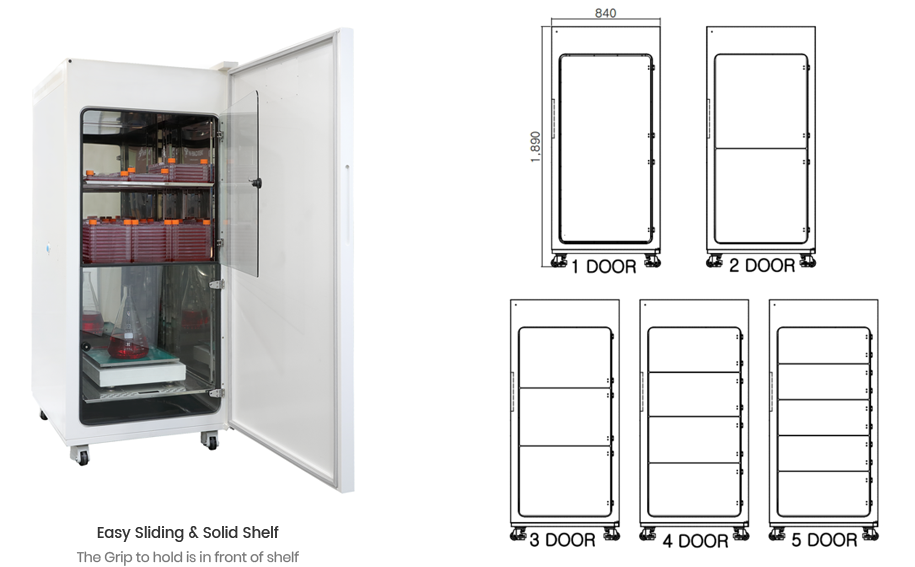 840
1,890
1 DOOR
2 DOOR
3 DOOR
4 DOOR
5 DOOR
Easy Sliding & Solid Shelf
The Grip to hold is in front of shelf